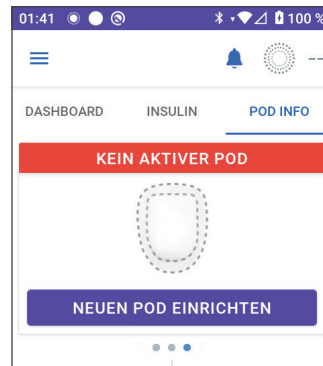 01:41 100 %
--
DASHBOARD INSULIN POD INFO
KEIN AKTIVER POD
NEUEN POD EINRICHTEN